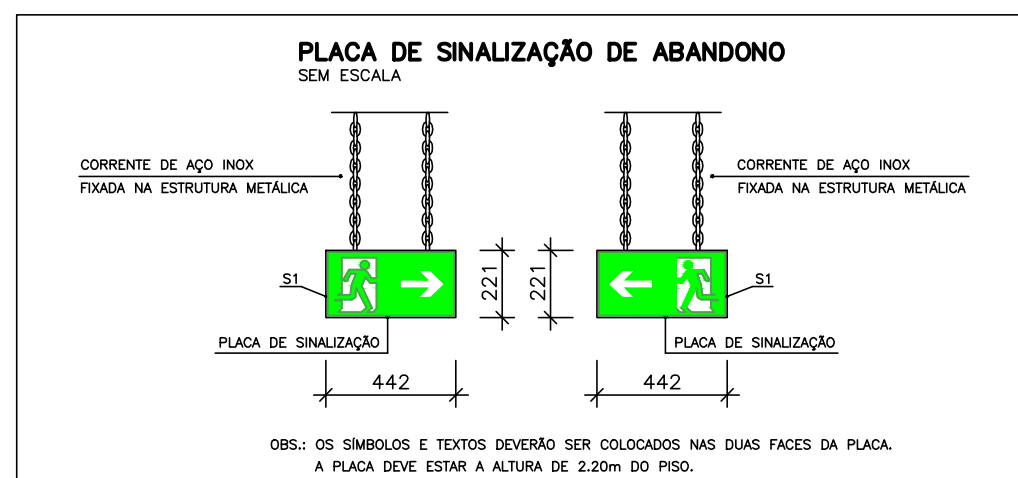 PLACA DE SINALIZAÇÃO DE ABANDONO
SEM ESCALA
CORRENTE DE AÇO INOX
FIXADA NA ESTRUTURA METÁLICA
CORRENTE DE AÇO INOX
FIXADA NA ESTRUTURA METÁLICA
S1
221
221
S1
PLACA DE SINALIZAÇÃO
PLACA DE SINALIZAÇÃO
442
442
OBS.: OS SÍMBOLOS E TEXTOS DEVERÃO SER COLOCADOS NAS DUAS FACES DA PLACA.
A PLACA DEVE ESTAR A ALTURA DE 2.20m DO PISO.